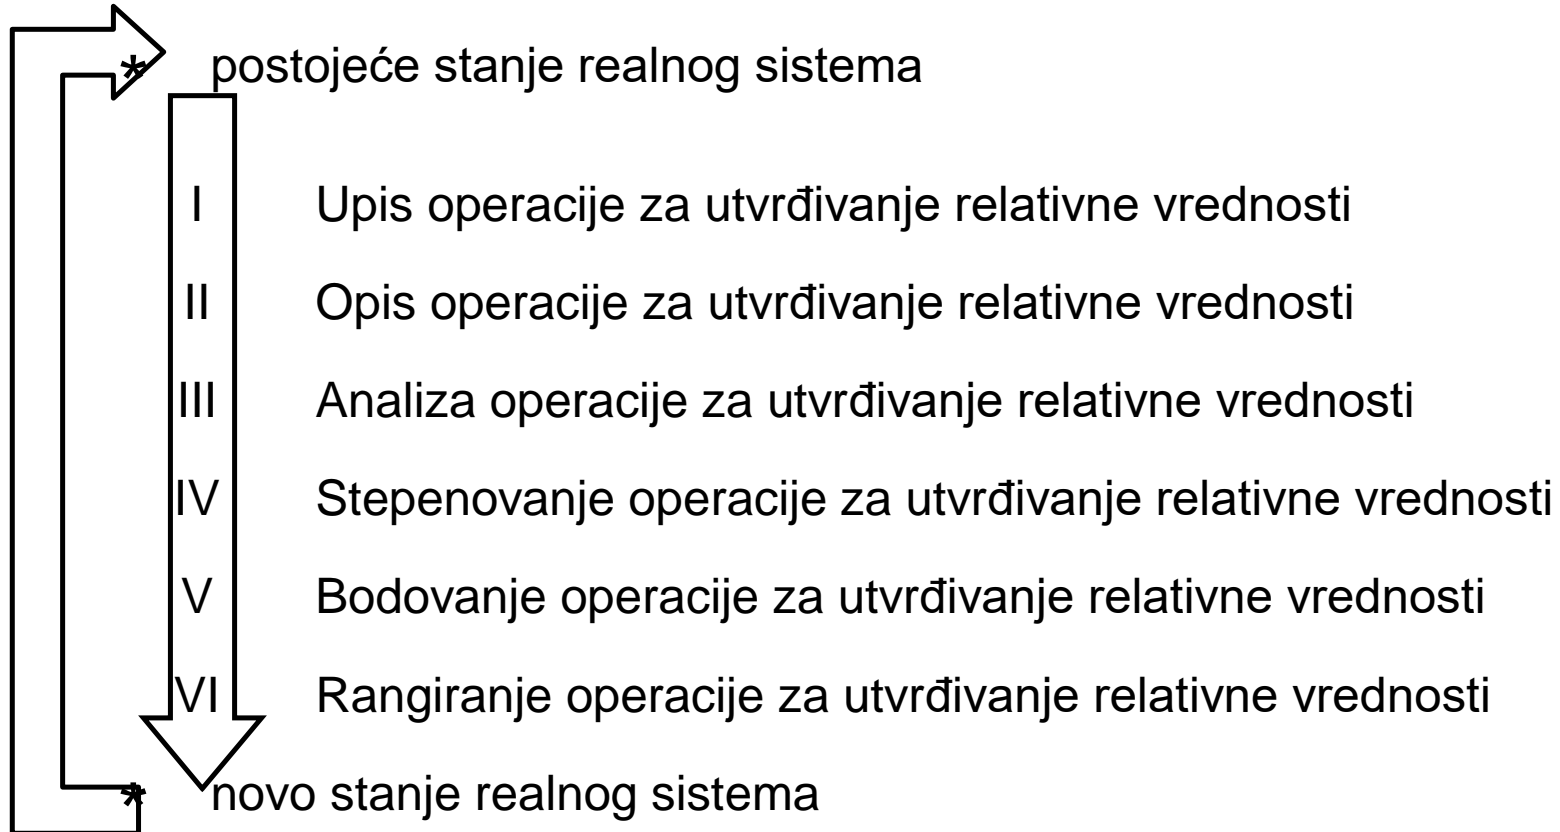 * postojeće stanje realnog sistema
I Upis operacije za utvrđivanje relativne vrednosti
II Opis operacije za utvrđivanje relativne vrednosti
III Analiza operacije za utvrđivanje relativne vrednosti
IV Stepenovanje operacije za utvrđivanje relativne vrednosti
V Bodovanje operacije za utvrđivanje relativne vrednosti
VI Rangiranje operacije za utvrđivanje relativne vrednosti
* novo stanje realnog sistema